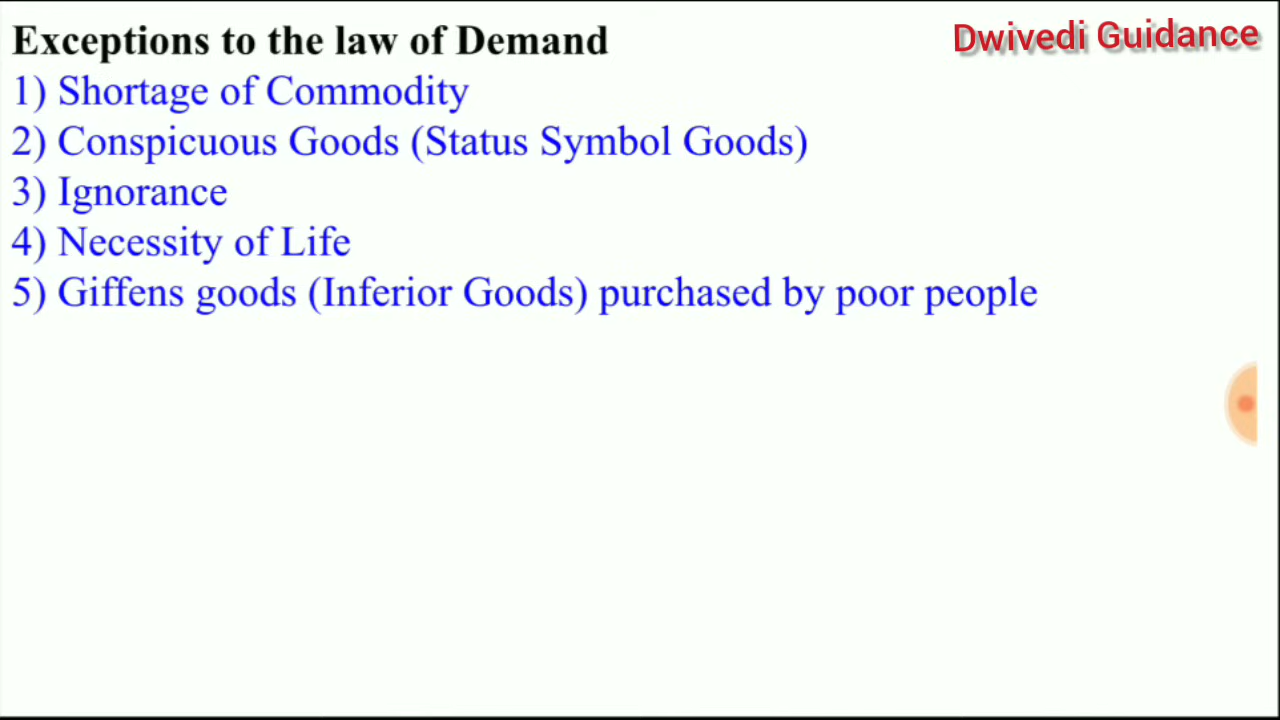 Exceptions to the law of Demand
Dwivedi Guidance
1) Shortage of Commodity
2) Conspicuous Goods (Status Symbol Goods)
3) Ignorance
4) Necessity of Life
5) Giffens goods (Inferior Goods) purchased by poor people